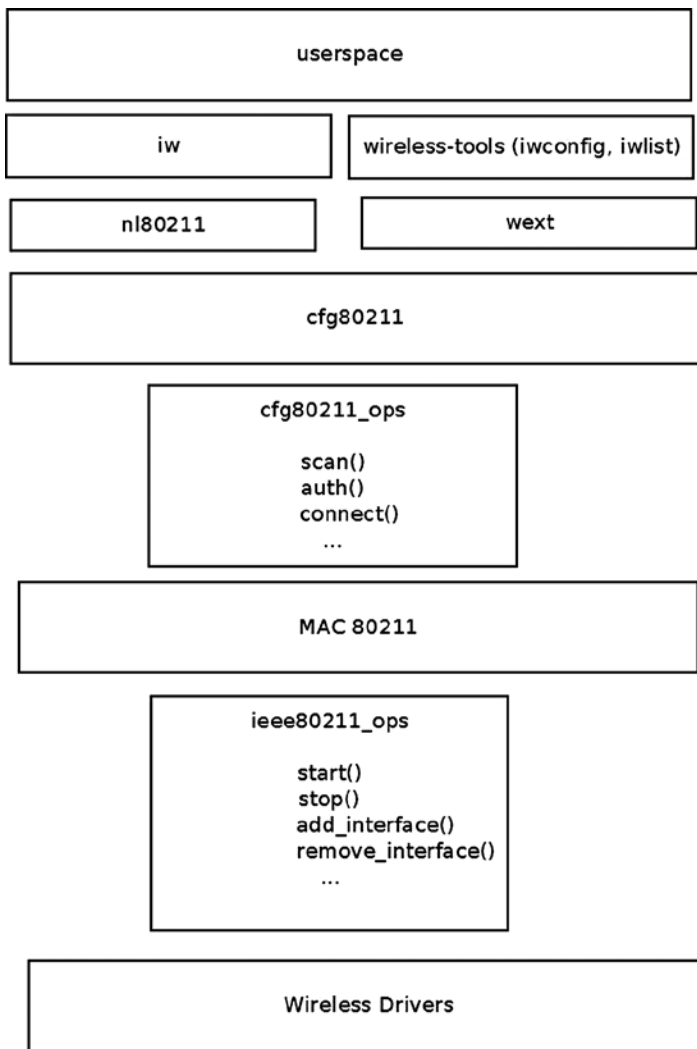 userspace
iw
wireless-tools (iwconfig, iwlist)
nl80211
wext
cfg80211
cfg80211_ops
scan()
auth()
connect()
...
MAC 80211
ieee80211_ops
start()
stop()
add_interface()
remove_interface()
...
Wireless Drivers